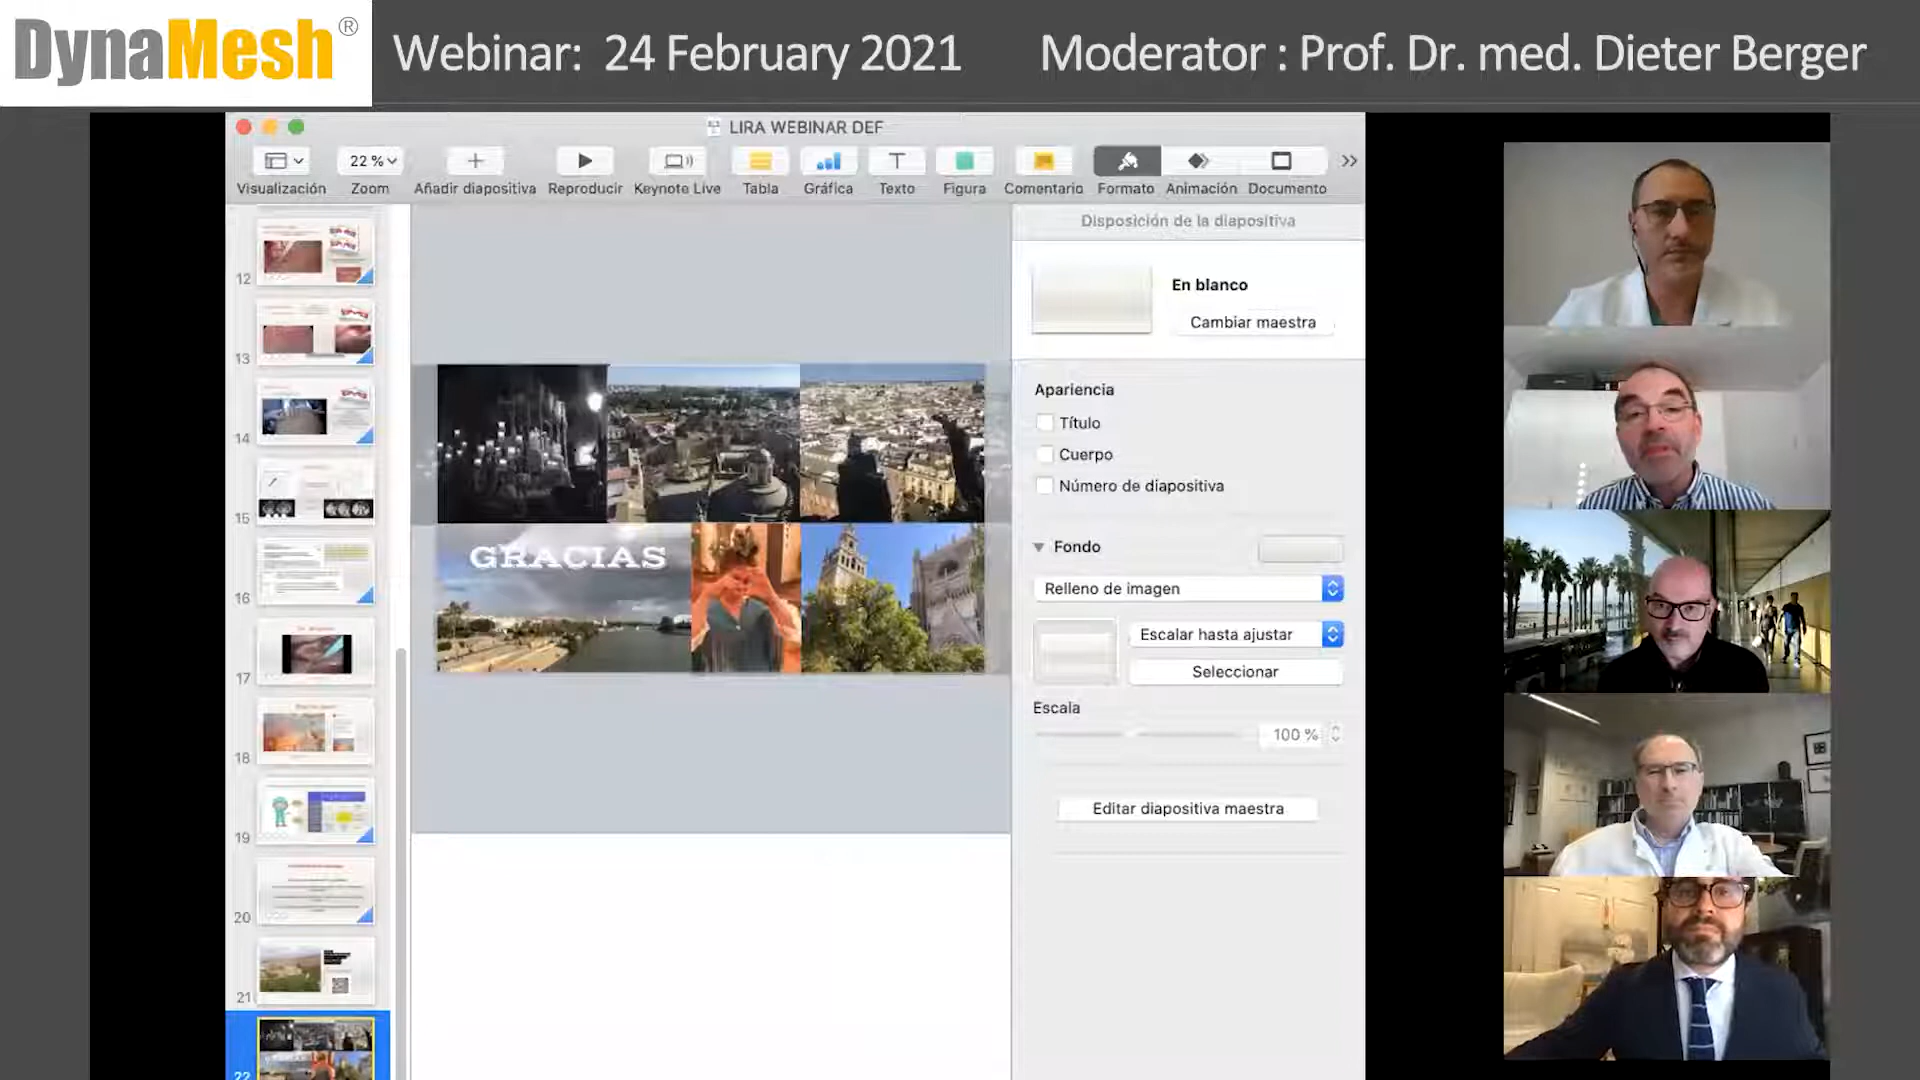 DynaMesh®
Webinar: 24 February 2021
Moderator : Prof. Dr. med. Dieter Berger
LIRA WEBINAR DEF
22 %
Visualización
Zoom
Añadir diapositiva
Reproducir
Keynote Live
Tabla
Gráfica
Texto
Figura
Comentario
Formato
Animación
Documento
12
13
14
15
16
17
18
19
20
21
22
GRACIAS
Disposición de la diapositiva
En blanco
Cambiar maestra
Apariencia
Título
Cuerpo
Número de diapositiva
Fondo
Relleno de imagen
Escalar hasta ajustar
Seleccionar
Escala
100 %
Editar diapositiva maestra